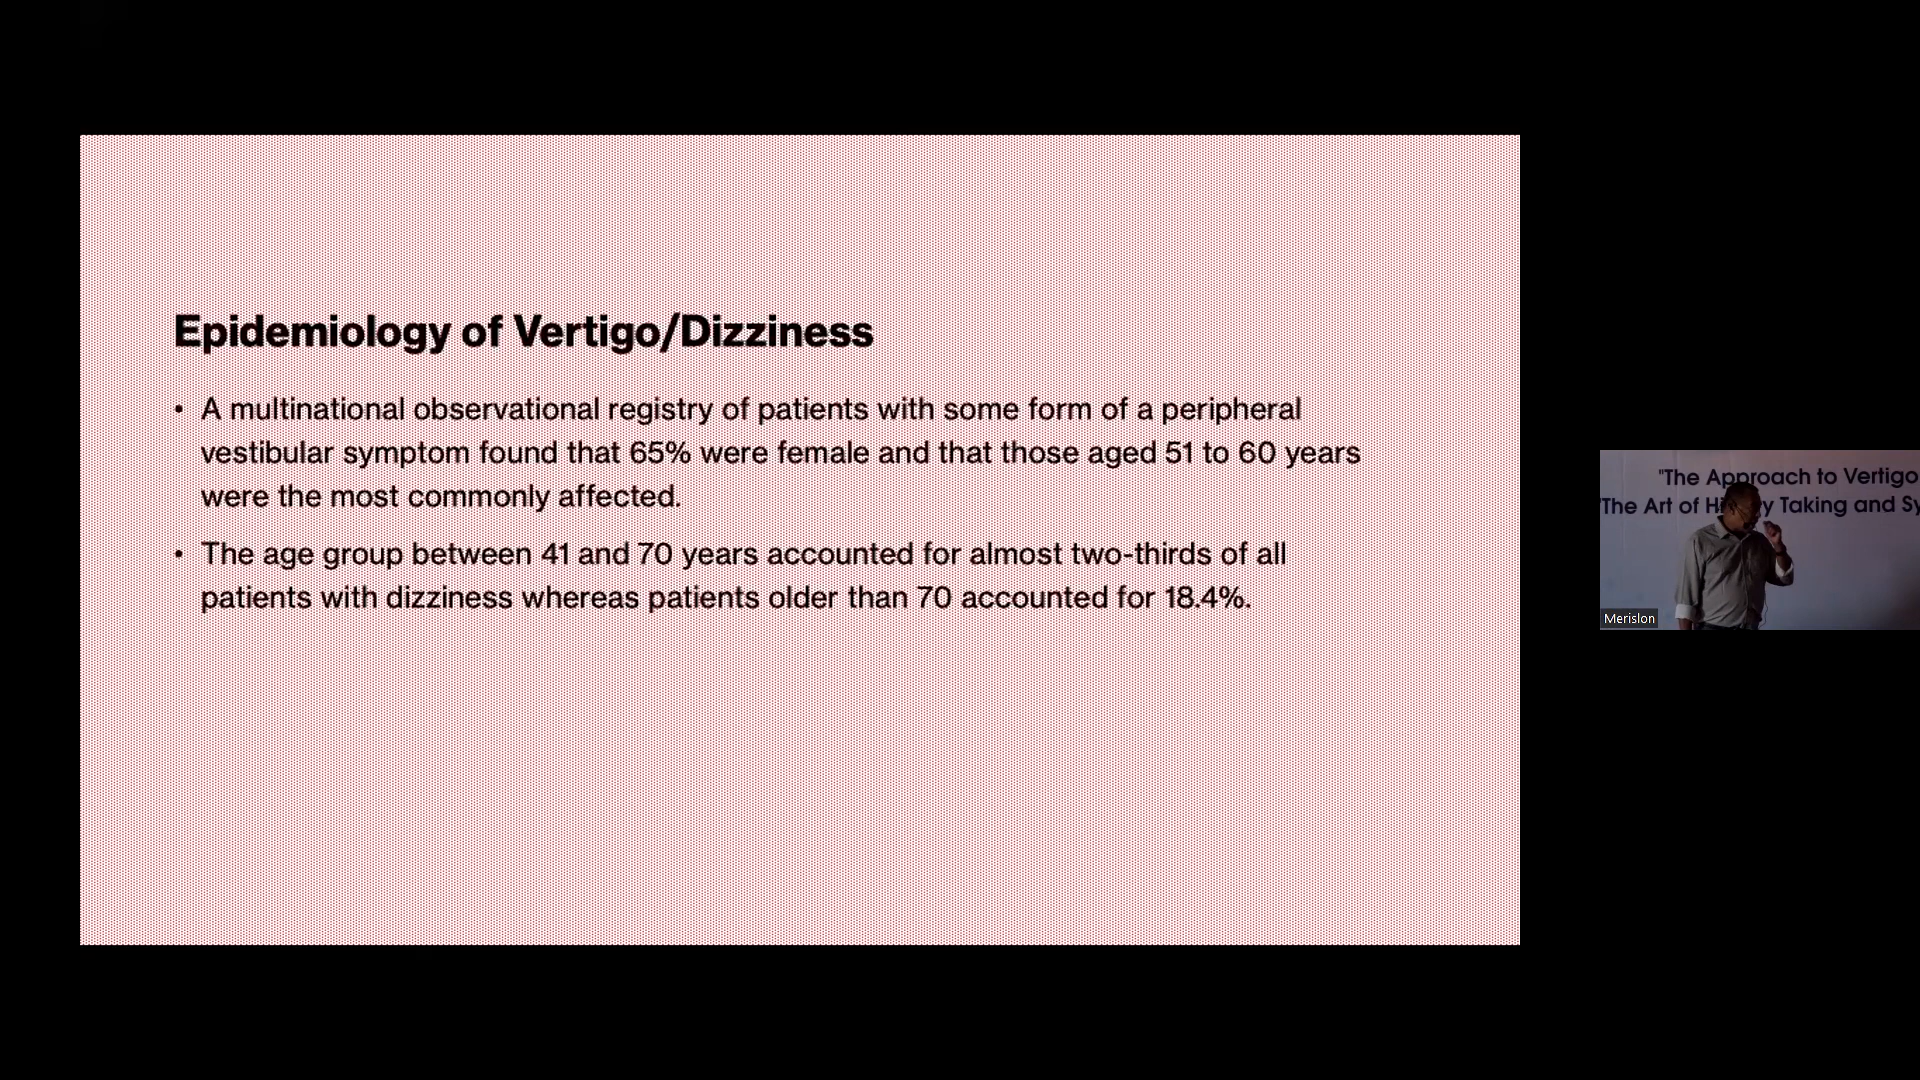 Epidemiology of Vertigo/Dizziness
• A multinational observational registry of patients with some form of a peripheral
vestibular symptom found that 65% were female and that those aged 51 to 60 years
were the most commonly affected.
• The age group between 41 and 70 years accounted for almost two-thirds of all
patients with dizziness whereas patients older than 70 accounted for 18.4%.
"The Approach to Vertigo
"The Art of Taking and
Merislon